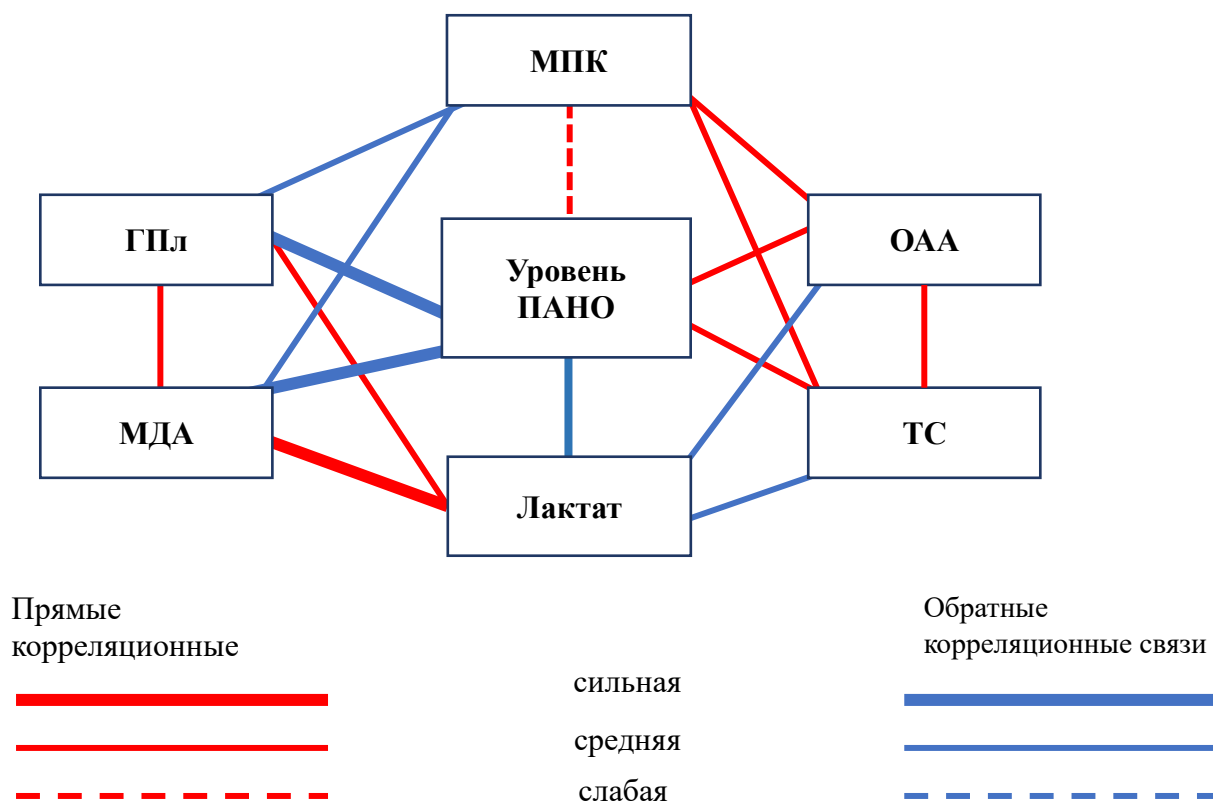 МПК
ГПл
ОАА
Уровень
ПАНО
МДА
ТС
Лактат
Прямые
корреляционные
Обратные
корреляционные связи
сильная
средняя
слабая